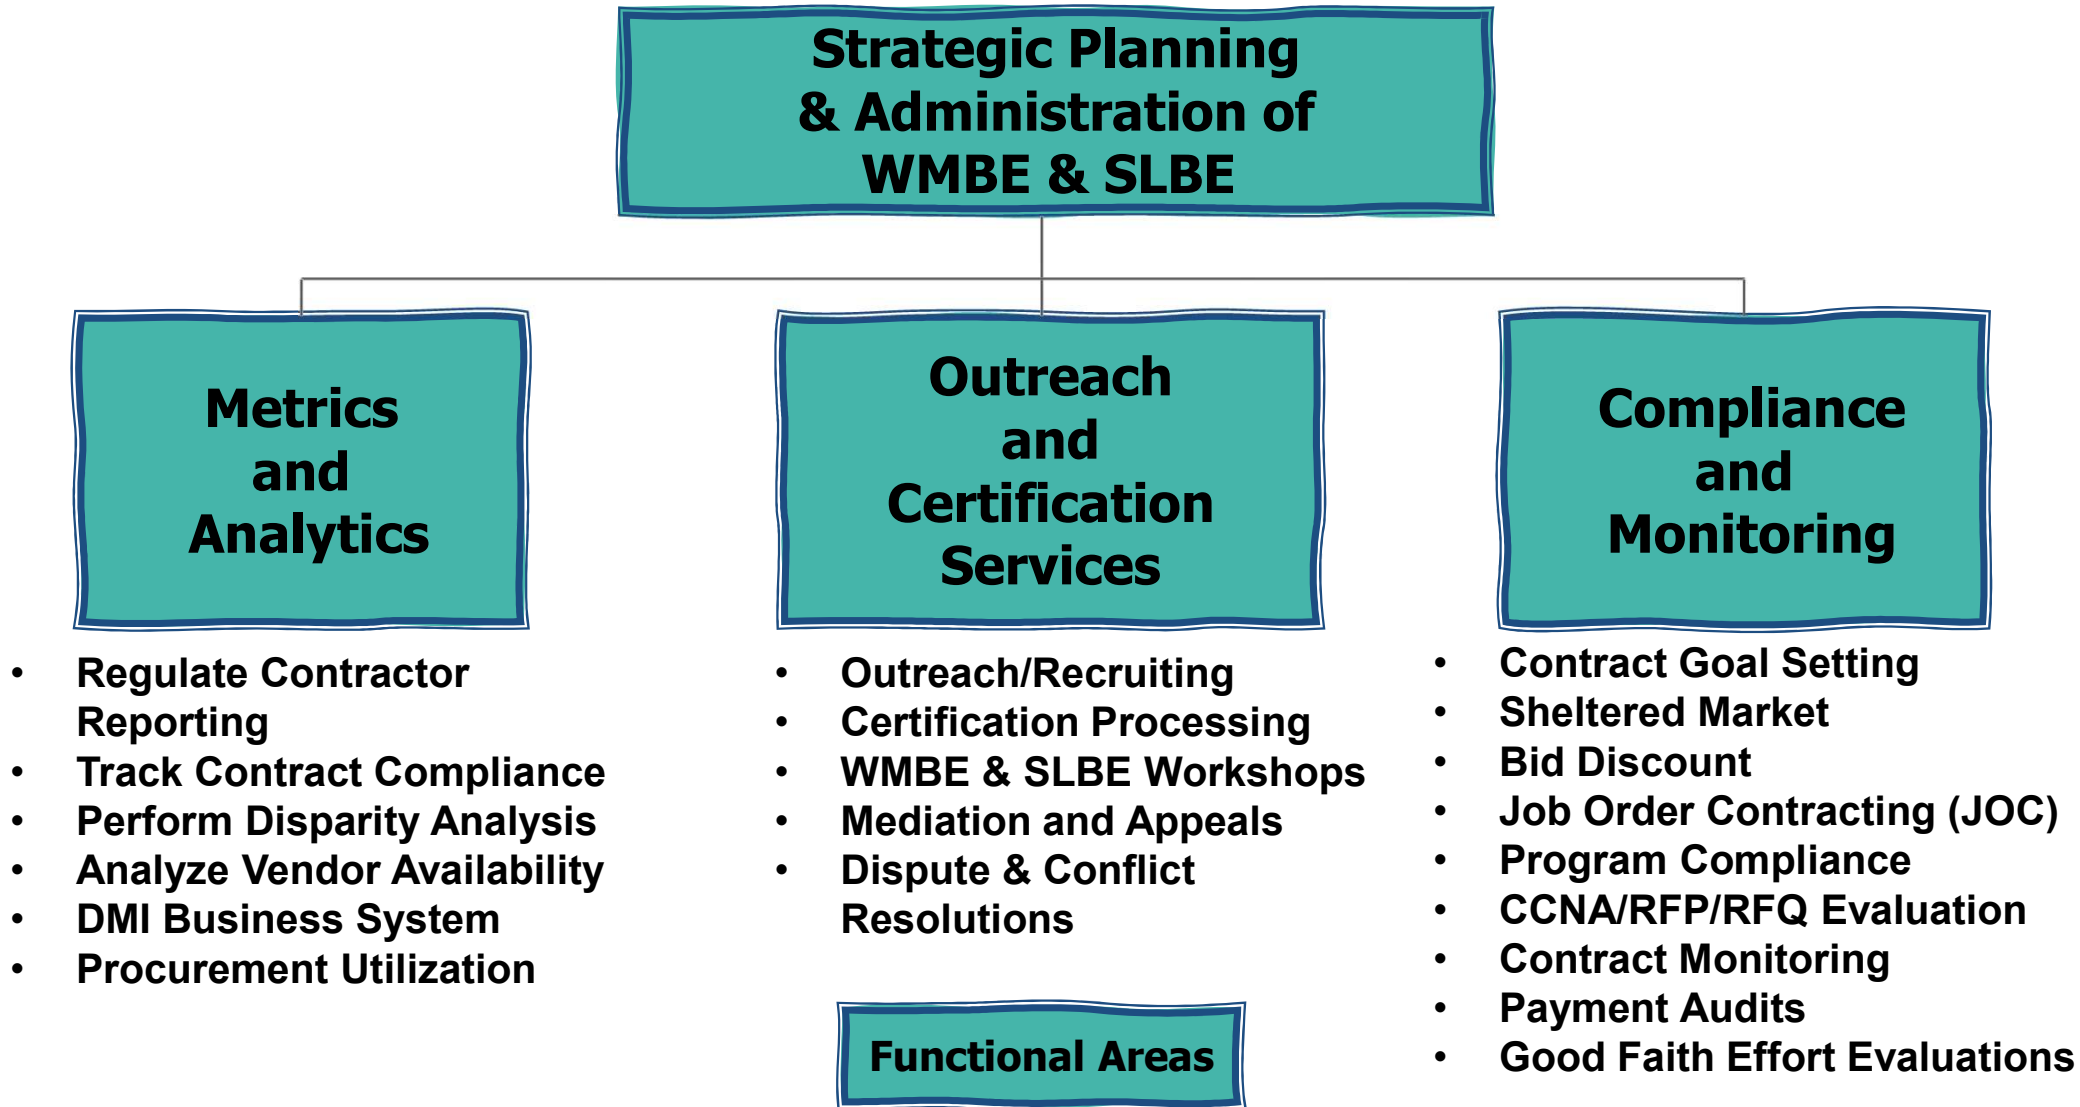 Strategic Planning
& Administration of
WMBE & SLBE
Metrics
and
Analytics
• Regulate Contractor
Reporting
• Track Contract Compliance
• Perform Disparity Analysis
• Analyze Vendor Availability
• DMI Business System
• Procurement Utilization
Outreach
and
Certification
Services
• Outreach/Recruiting
• Certification Processing
• WMBE & SLBE Workshops
• Mediation and Appeals
• Dispute & Conflict
Resolutions
Compliance
and
Monitoring
• Contract Goal Setting
• Sheltered Market
• Bid Discount
• Job Order Contracting (JOC)
• Program Compliance
• CCNA/RFP/RFQ Evaluation
• Contract Monitoring
• Payment Audits
• Good Faith Effort Evaluations
Functional Areas